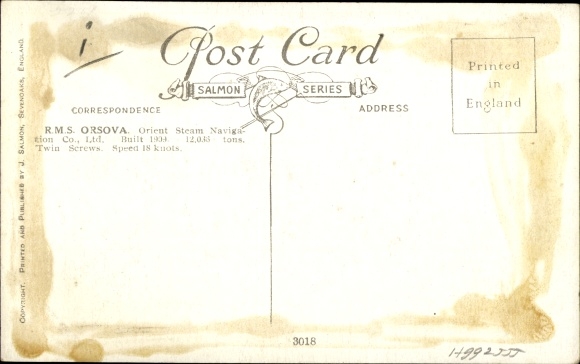 1
Post Card
SALMON SERIES
Printed
in
England
CORRESPONDENCE
ADDRESS
R.M.S. ORSOVA. Orient Steam Naviga-
tion Co., Ltd. Built 1909. 12,036 tons.
Twin Screws. Speed 18 knots.
COPYRIGHT. PRINTED AND PUBLISHED BY J. SALMON, SEVENOAKS, ENGLAND.
3018